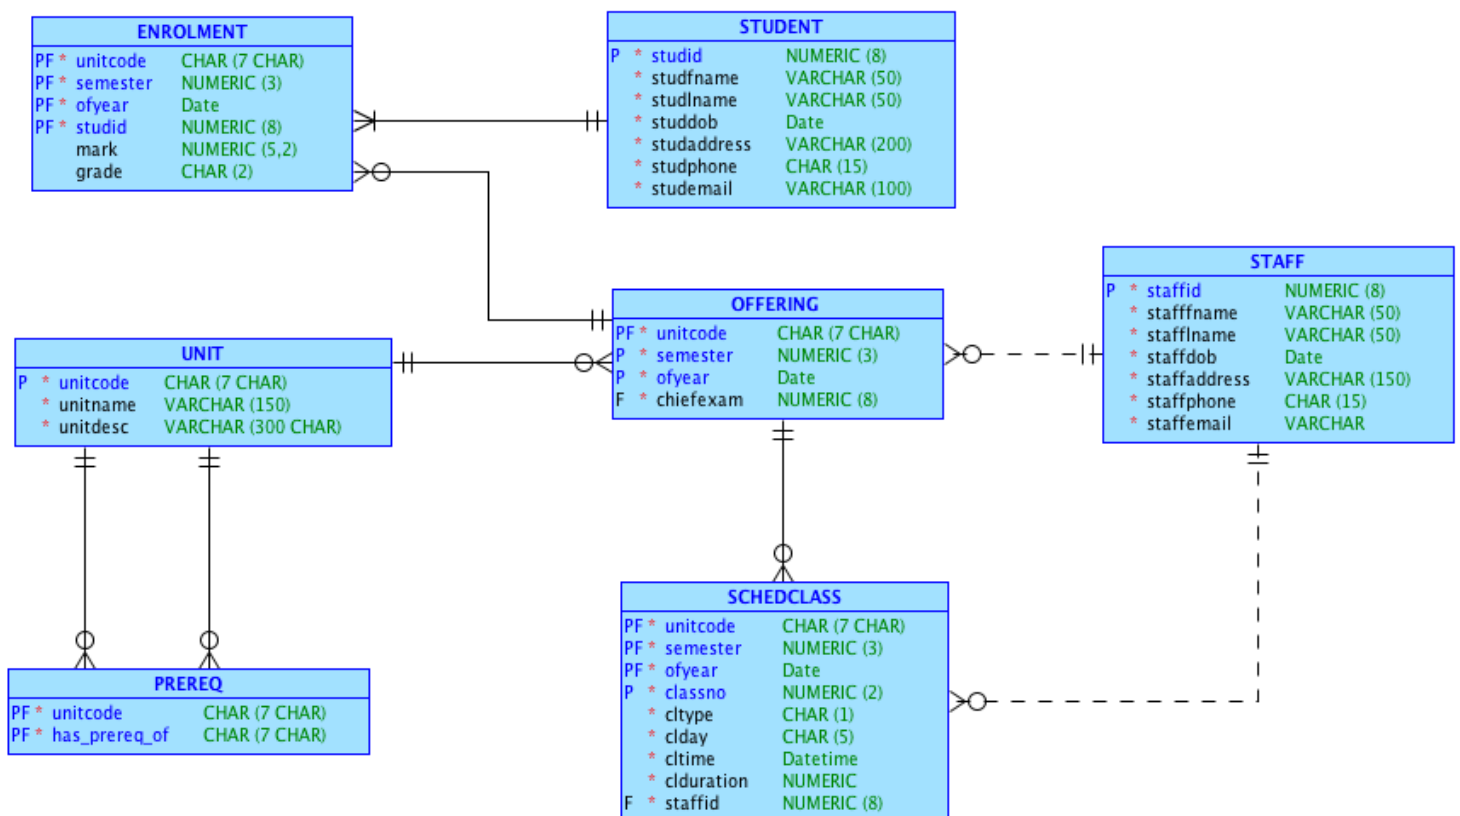 ENROLMENT
PF * unitcode CHAR (7 CHAR)
PF * semester NUMERIC (3)
PF * ofyear Date
PF * studid NUMERIC (8)
mark NUMERIC (5,2)
grade CHAR (2)
STUDENT
P * studid NUMERIC (8)
* studfname VARCHAR (50)
* studlname VARCHAR (50)
* studdob Date
* studaddress VARCHAR (200)
* studphone CHAR (15)
* studemail VARCHAR (100)
STAFF
P * staffid NUMERIC (8)
* stafffname VARCHAR (50)
* stafflname VARCHAR (50)
* staffdob Date
* staffaddress VARCHAR (150)
* staffphone CHAR (15)
* staffemail VARCHAR
OFFERING
PF * unitcode CHAR (7 CHAR)
P * semester NUMERIC (3)
P * ofyear Date
F * chiefexam NUMERIC (8)
UNIT
P * unitcode CHAR (7 CHAR)
* unitname VARCHAR (150)
* unitdesc VARCHAR (300 CHAR)
SCHEDCLASS
PF * unitcode CHAR (7 CHAR)
PF * semester NUMERIC (3)
PF * ofyear Date
P * classno NUMERIC (2)
* cltype CHAR (1)
* clday CHAR (5)
* cltime Datetime
* clduration NUMERIC
F * staffid NUMERIC (8)
PREREQ
PF * unitcode CHAR (7 CHAR)
PF * has_prereq_of CHAR (7 CHAR)